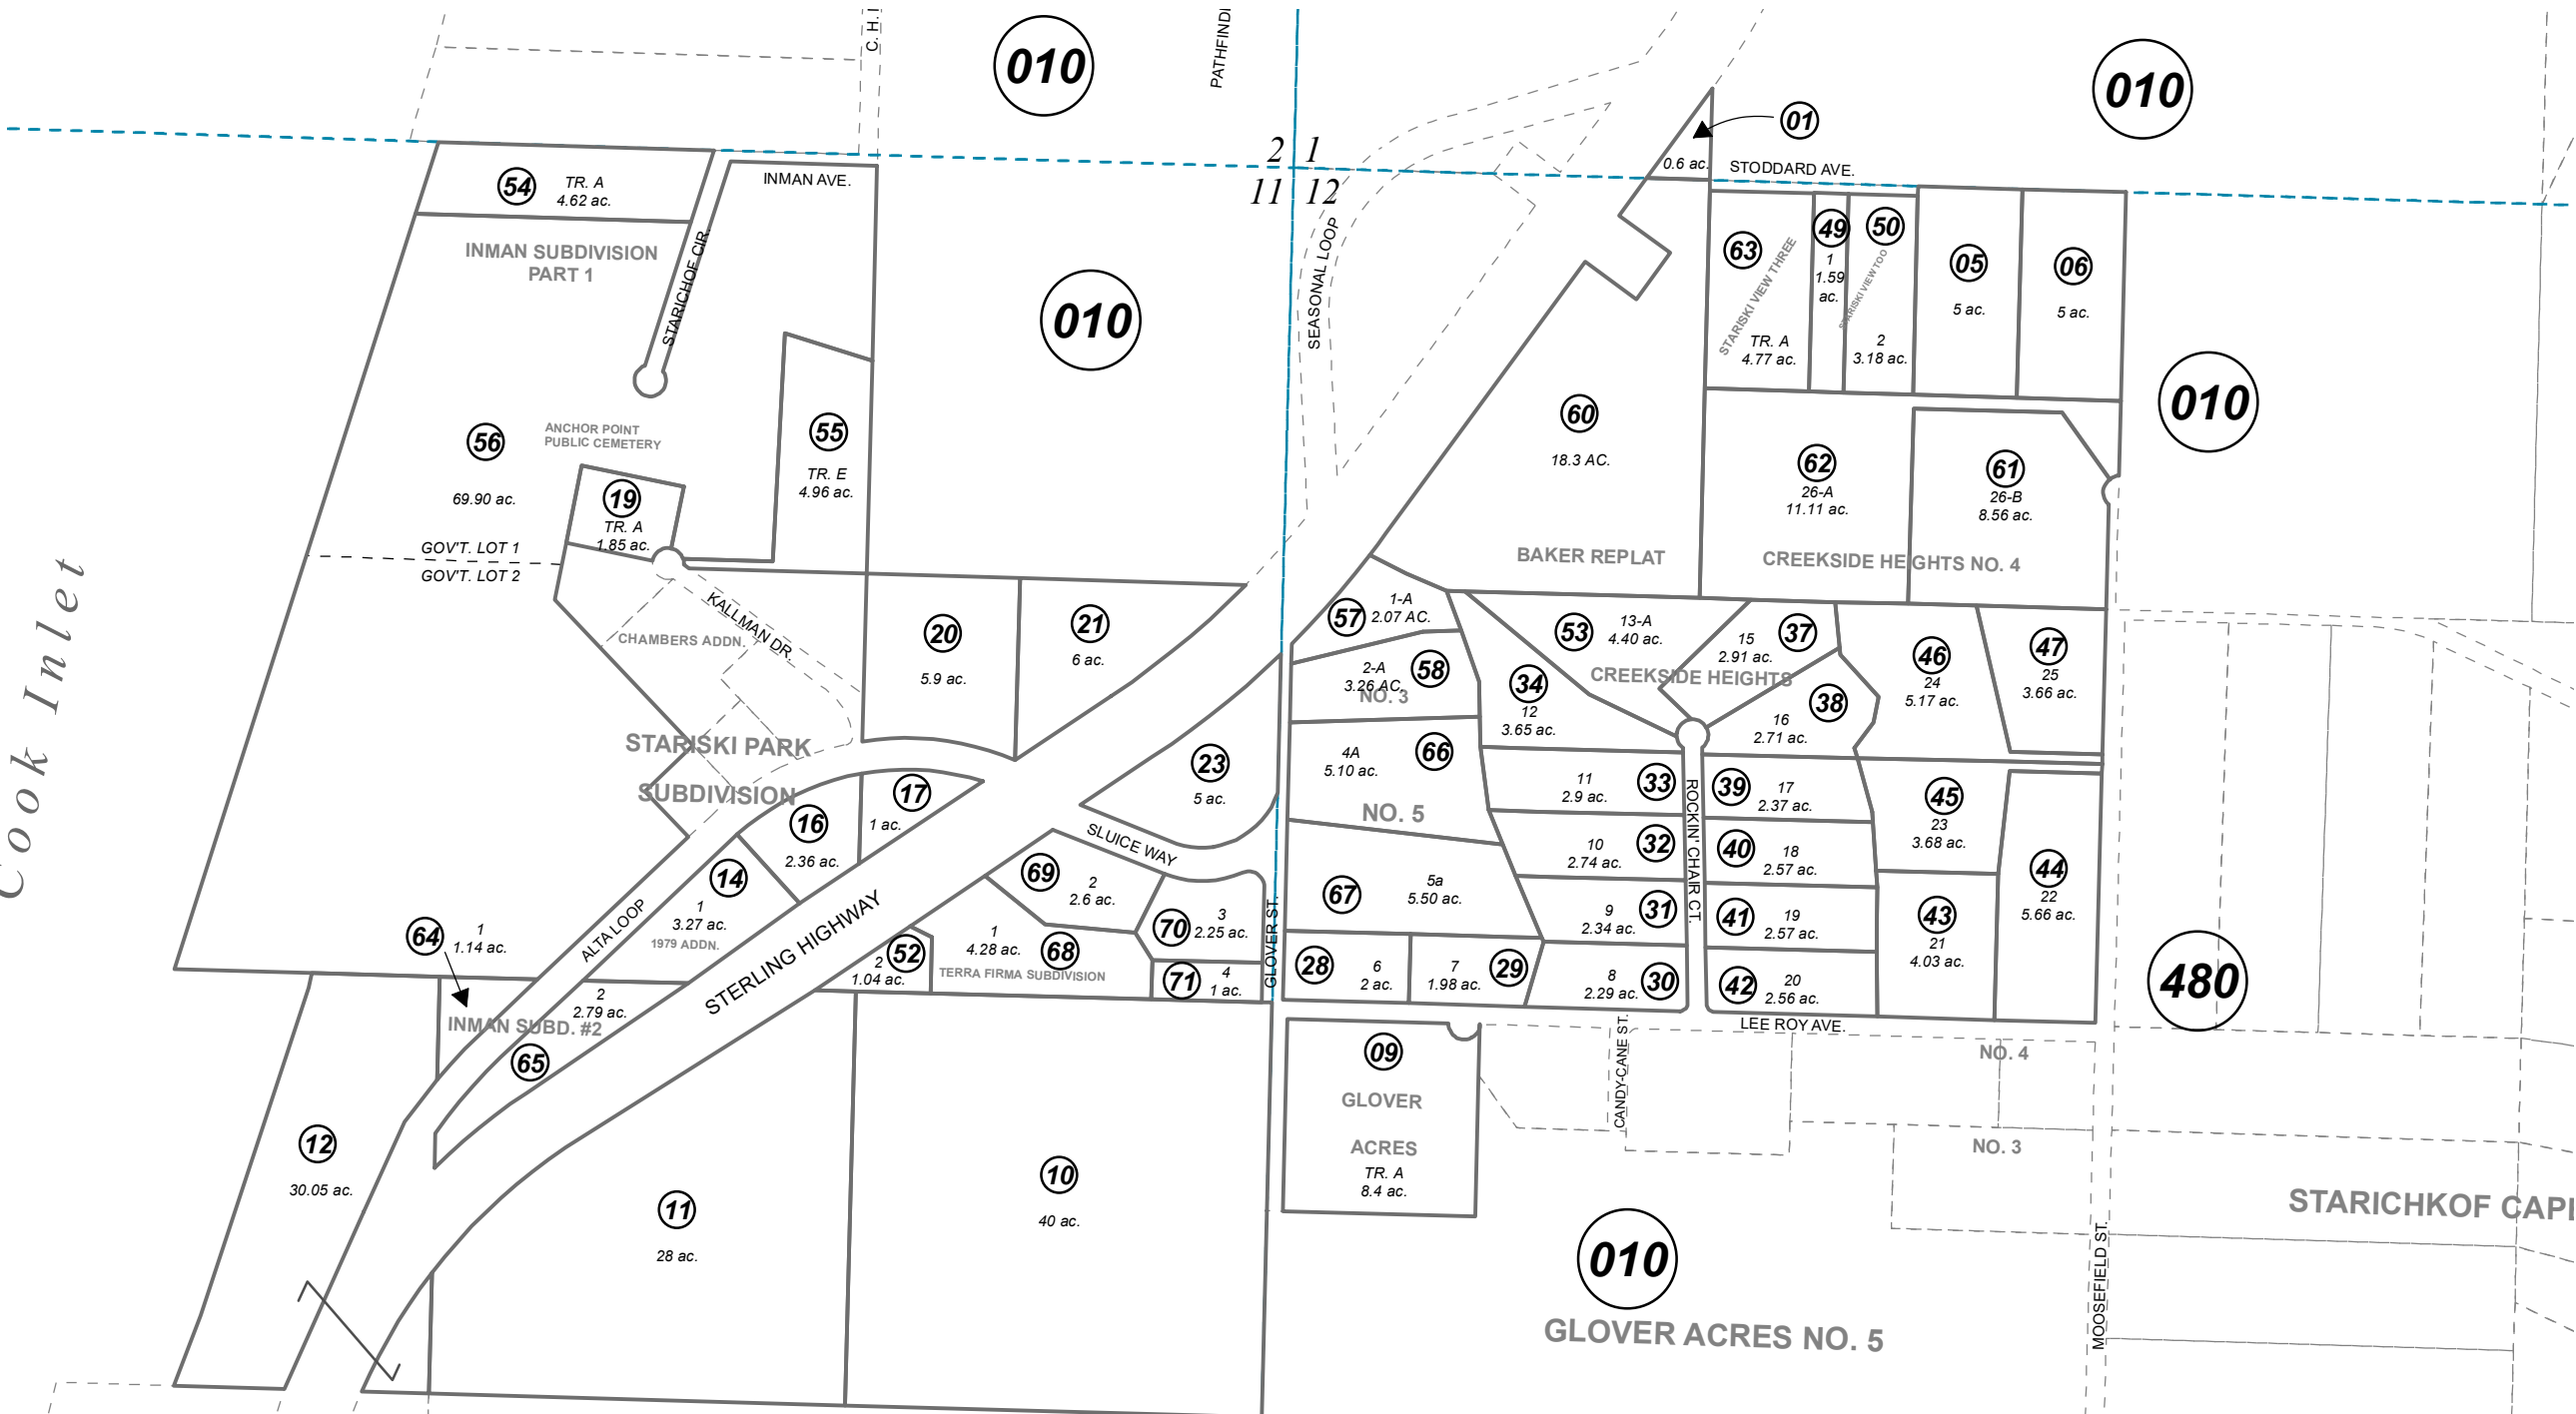 C. H. I
010
PATHFINDI
010
01
0.6 ac.
STODDARD AVE.
2 1
11 12
54
TR. A
4.62 ac.
INMAN AVE.
INMAN SUBDIVISION
PART 1
STARICHOF CIR.
010
SEASONAL LOOP
63
STARISKI VIEW THREE
TR. A
4.77 ac.
49
1
1.59
ac.
50
STARISKI VIEW TOO
2
3.18 ac.
05
5 ac.
06
5 ac.
010
56
69.90 ac.
ANCHOR POINT
PUBLIC CEMETERY
55
TR. E
4.96 ac.
19
TR. A
1.85 ac.
GOV'T. LOT 1
GOV'T. LOT 2
60
18.3 AC.
BAKER REPLAT
62
26-A
11.11 ac.
61
26-B
8.56 ac.
CREEKSIDE HEIGHTS NO. 4
Cook Inlet
KALLMAN DR.
CHAMBERS ADDN.
20
5.9 ac.
21
6 ac.
57
1-A
2.07 AC.
53
13-A
4.40 ac.
37
15
2.91 ac.
CREEKSIDE HEIGHTS
46
24
5.17 ac.
47
25
3.66 ac.
2-A
3.26 AC.
58
NO. 3
34
12
3.65 ac.
38
16
2.71 ac.
STARISKI PARK
SUBDIVISION
23
5 ac.
4A
5.10 ac.
66
NO. 5
11
2.9 ac.
33
ROCKIN' CHAIR CT.
39
17
2.37 ac.
45
23
3.68 ac.
17
1 ac.
16
2.36 ac.
SLUICE WAY
10
2.74 ac.
32
40
18
2.57 ac.
44
22
5.66 ac.
14
1
3.27 ac.
1979 ADDN.
69
2
2.6 ac.
67
5a
5.50 ac.
9
2.34 ac.
31
41
19
2.57 ac.
43
21
4.03 ac.
64
1
1.14 ac.
ALTA LOOP
STERLING HIGHWAY
52
2
1.04 ac.
1
4.28 ac.
68
TERRA FIRMA SUBDIVISION
70
3
2.25 ac.
71
4
1 ac.
GLOVER ST.
28
6
2 ac.
7
1.98 ac.
29
8
2.29 ac.
30
42
20
2.56 ac.
480
2
2.79 ac.
INMAN SUBD. #2
65
LEE ROY AVE.
CANDY-CANE ST.
NO. 4
09
GLOVER
ACRES
TR. A
8.4 ac.
NO. 3
12
30.05 ac.
11
28 ac.
10
40 ac.
STARICHKOF CAPE
010
GLOVER ACRES NO. 5
MOOSEFIELD ST.